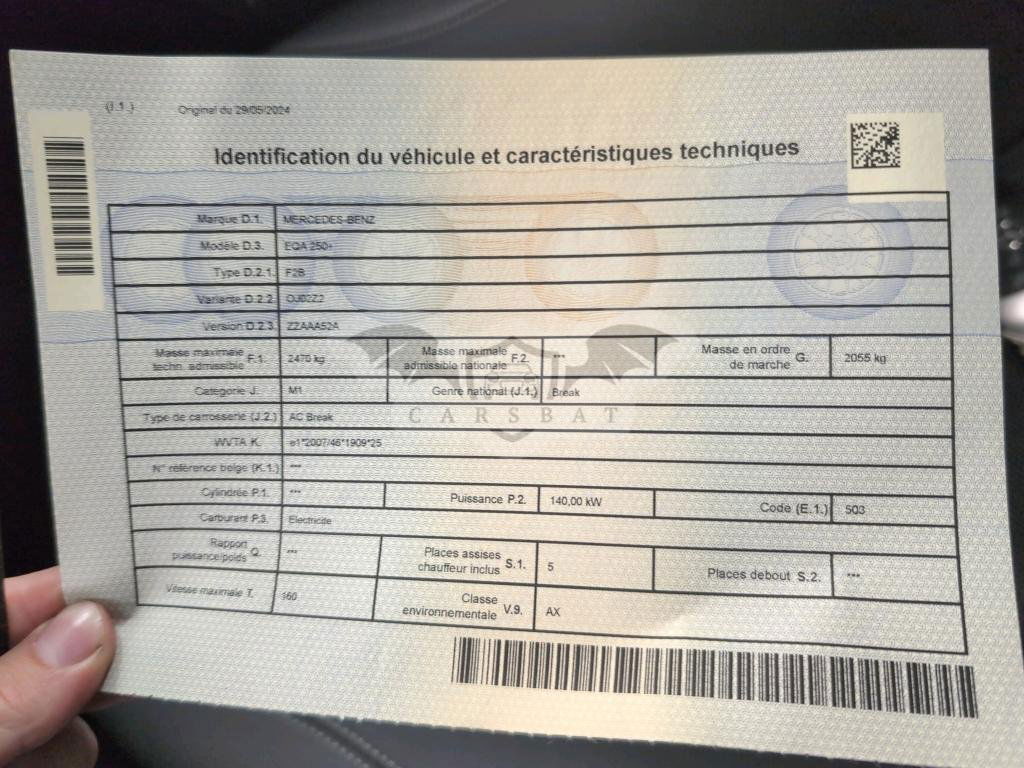 (I.1.) Original du 29/05/2024
Identification du véhicule et caractéristiques techniques
Marque D.1. MERCEDES-BENZ
Modèle D.3. EQA 250+
Type D.2.1. F2B
Variante D.2.2. OJ02Z2
Version D.2.3. ZZAAA52A
Masse maximale techn. admissible F.1. 2470 kg Masse maximale admissible nationale F.2. *** Masse en ordre de marche G. 2055 kg
Catégorie J. M1 Genre national (J.1.) Break
Type de carrosserie (J.2.) AC Break
CARSBAT
WVTA K. e1*2007/46*1909*25
N° référence belge (K.1.) ***
Cylindrée P.1. *** Puissance P.2. 140,00 kW Code (E.1.) 503
Carburant P.3. Electricite
Rapport puissance/poids Q. *** Places assises chauffeur inclus S.1. 5 Places debout S.2. ***
Vitesse maximale T. 160 Classe environnementale V.9. AX